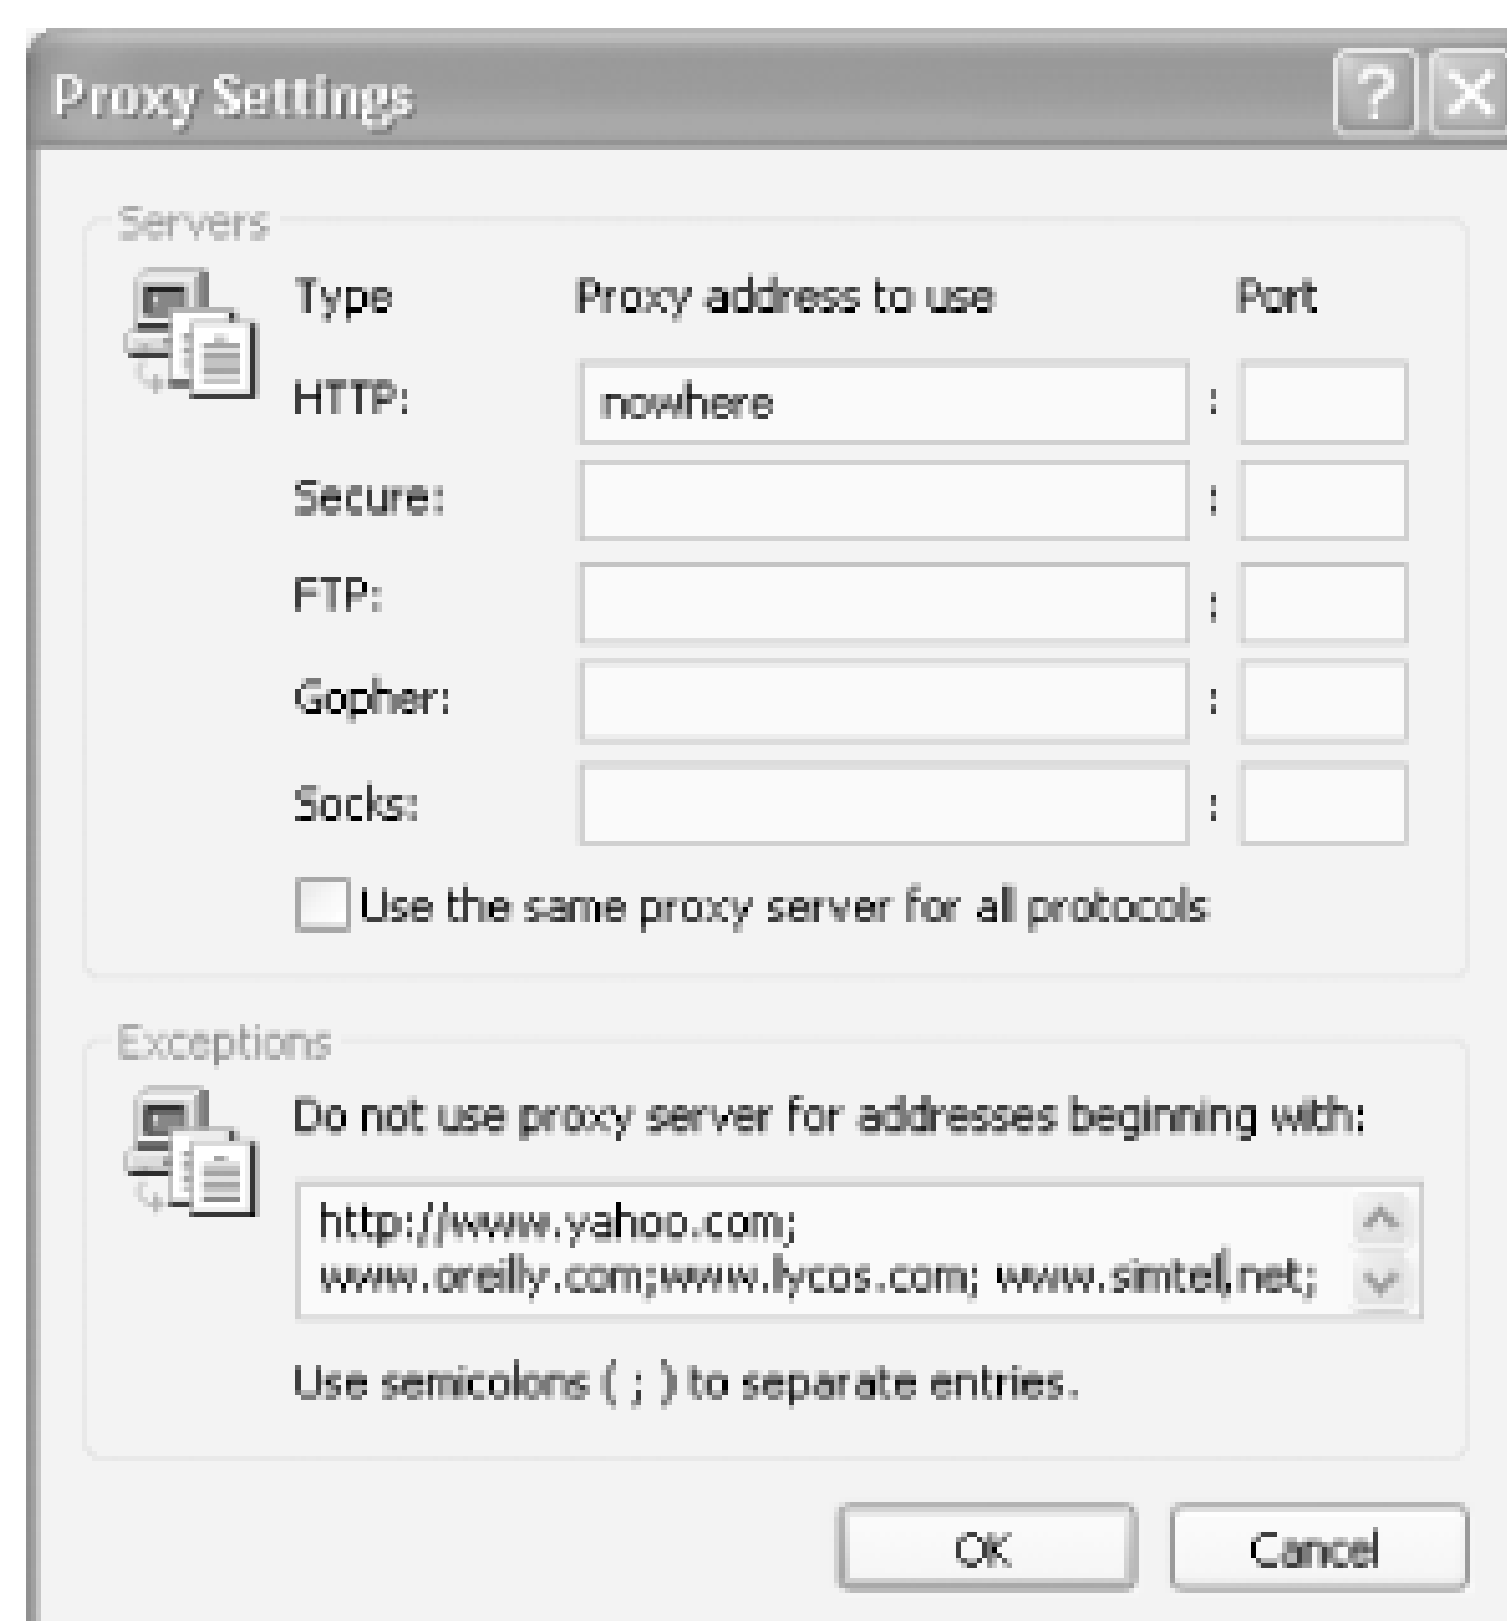 Proxy Settings
Servers
Type Proxy address to use Port
HTTP: nowhere :
Secure: :
FTP: :
Gopher: :
Socks: :
Use the same proxy server for all protocols
Exceptions
Do not use proxy server for addresses beginning with:
http://www.yahoo.com;
www.oreilly.com;www.lycos.com; www.simtel.net;
Use semicolons ( ; ) to separate entries.
OK Cancel